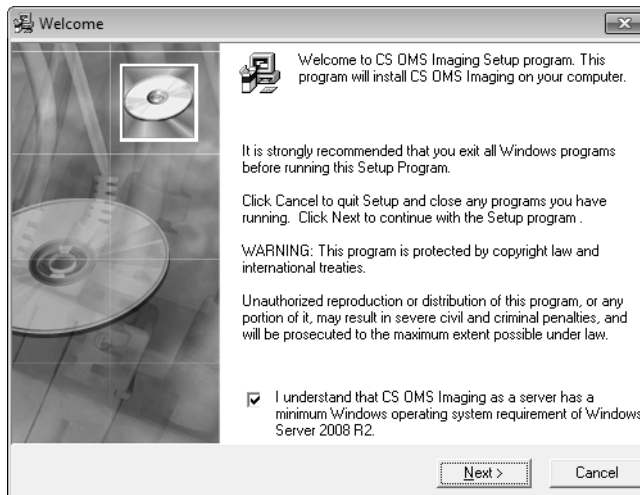 Welcome
Welcome to CS OMS Imaging Setup program. This
program will install CS OMS Imaging on your computer.
It is strongly recommended that you exit all Windows programs
before running this Setup Program.
Click Cancel to quit Setup and close any programs you have
running. Click Next to continue with the Setup program .
WARNING: This program is protected by copyright law and
international treaties.
Unauthorized reproduction or distribution of this program, or any
portion of it, may result in severe civil and criminal penalties, and
will be prosecuted to the maximum extent possible under law.
I understand that CS OMS Imaging as a server has a
minimum Windows operating system requirement of Windows
Server 2008 R2.
Next >
Cancel